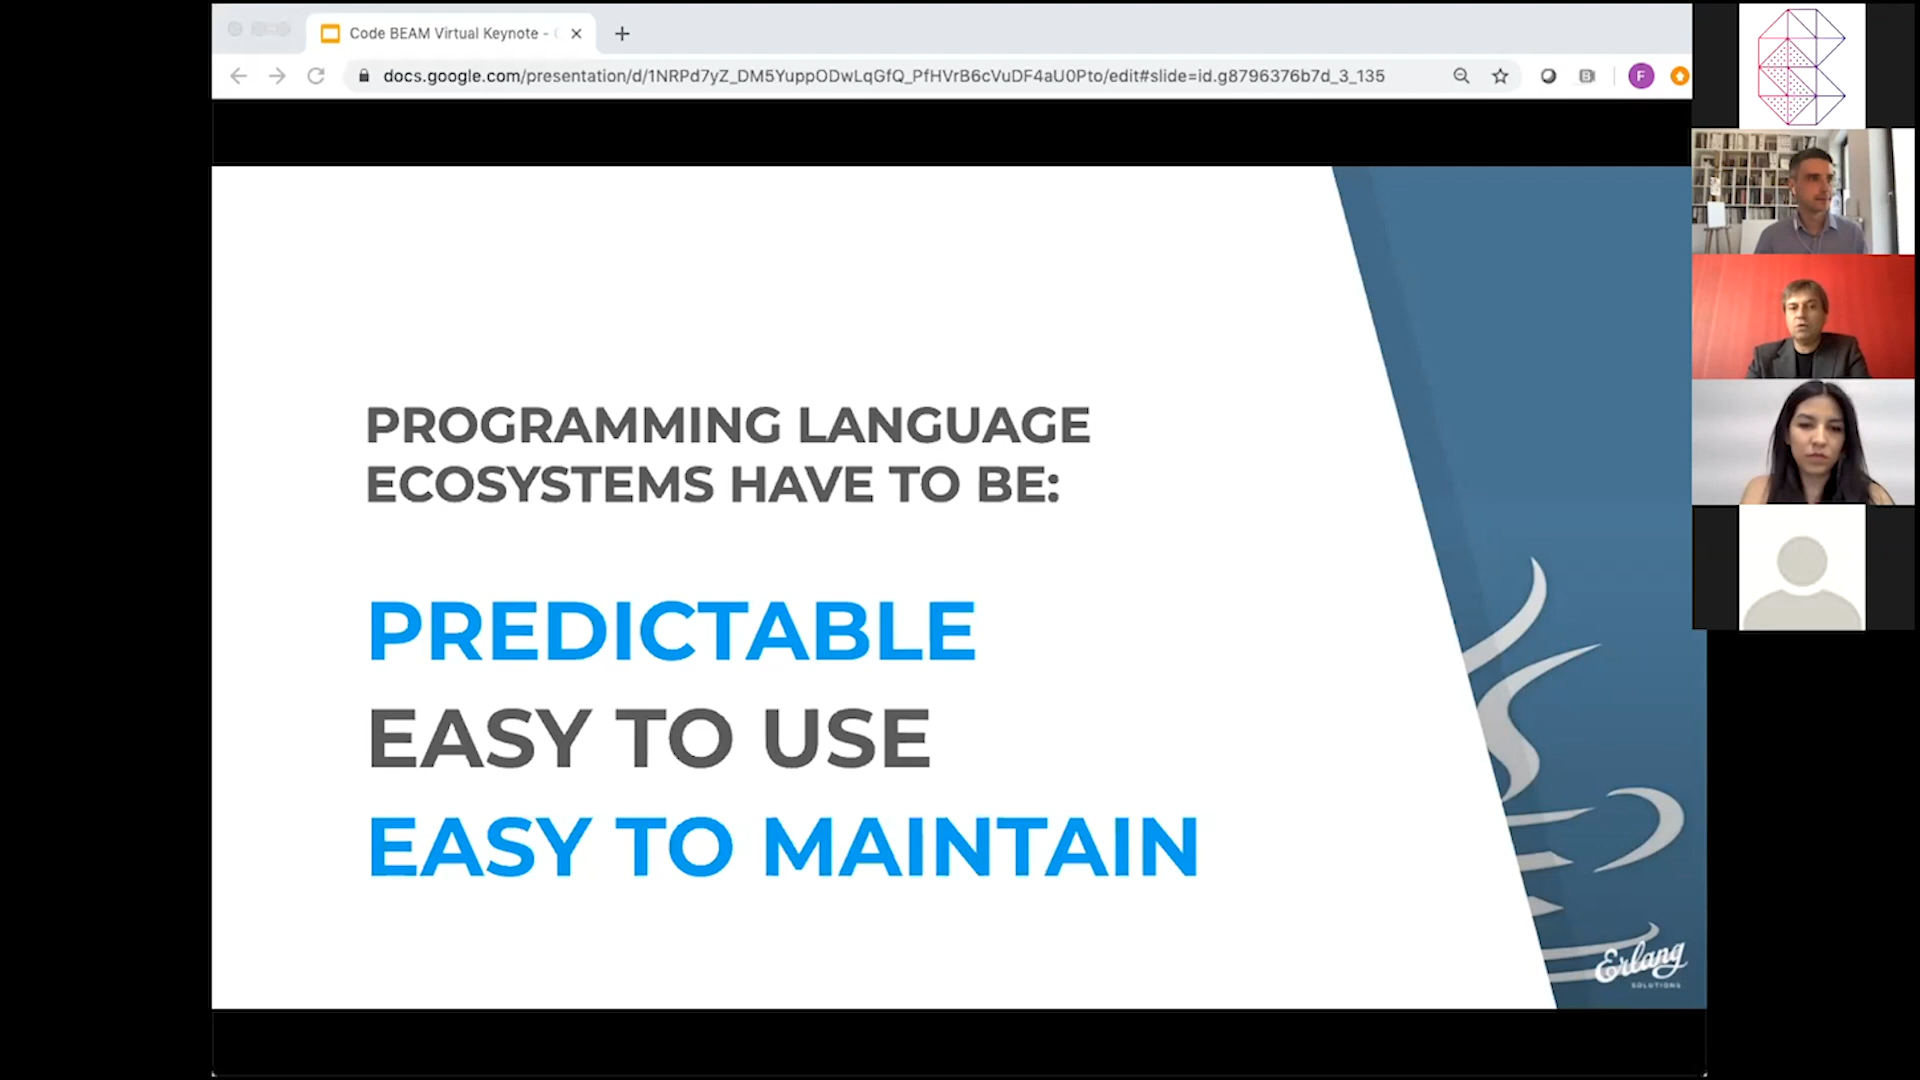 Code BEAM Virtual Keynote -
docs.google.com/presentation/d/1NRPd7yZ_DM5YuppODwLqGfQ_PfHVrB6cVuDF4aU0Pto/edit#slide=id.g8796376b7d_3_135
F
PROGRAMMING LANGUAGE
ECOSYSTEMS HAVE TO BE:
PREDICTABLE
EASY TO USE
EASY TO MAINTAIN
Erlang
SOLUTIONS